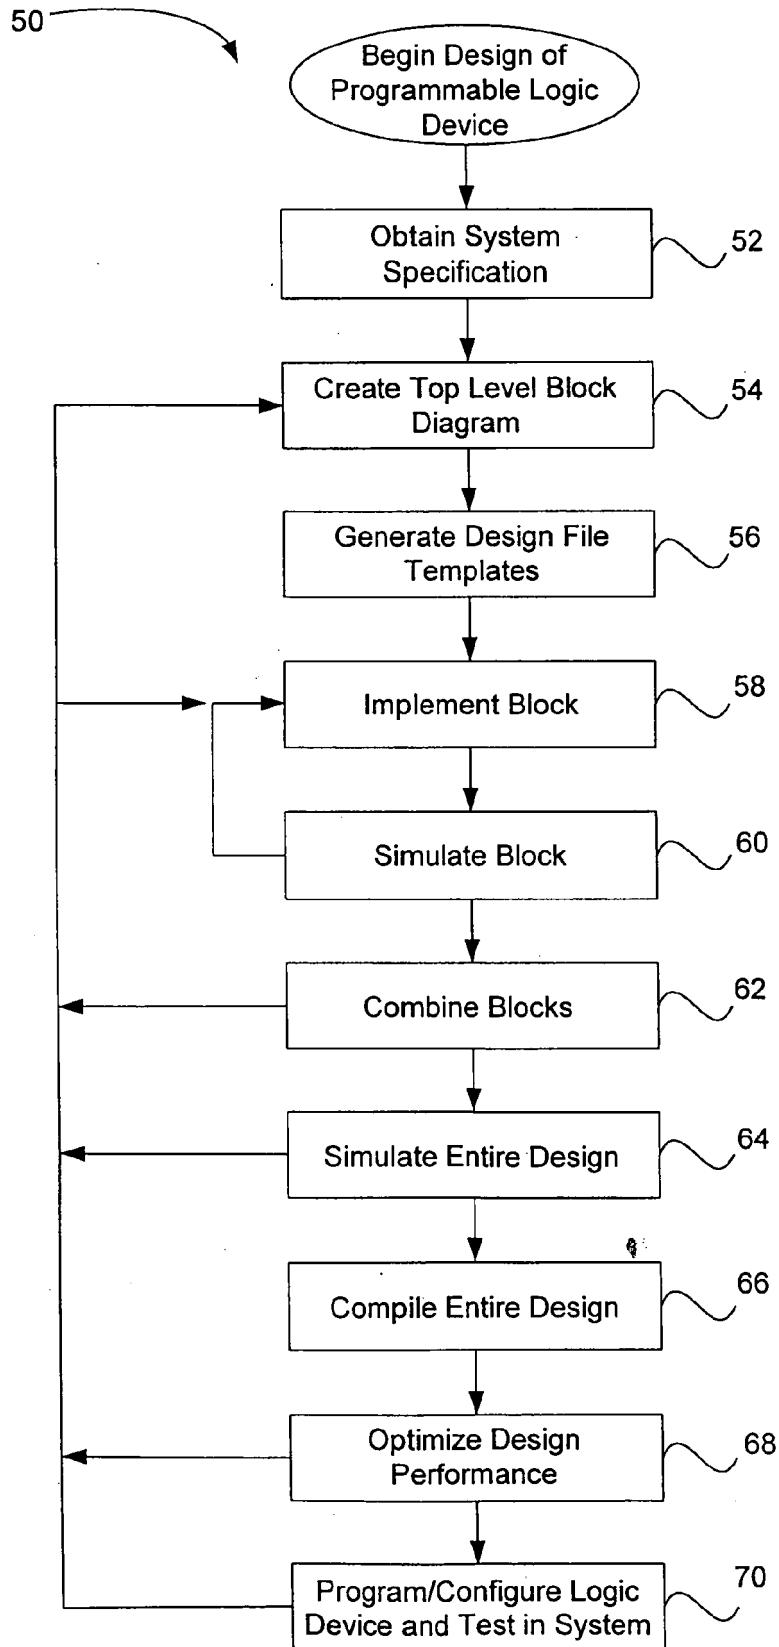 50
Begin Design of
Programmable Logic
Device
Obtain System
Specification
52
Create Top Level Block
Diagram
54
Generate Design File
Templates
56
Implement Block
58
Simulate Block
60
Combine Blocks
62
Simulate Entire Design
64
Compile Entire Design
66
Optimize Design
Performance
68
Program/Configure Logic
Device and Test in System
70